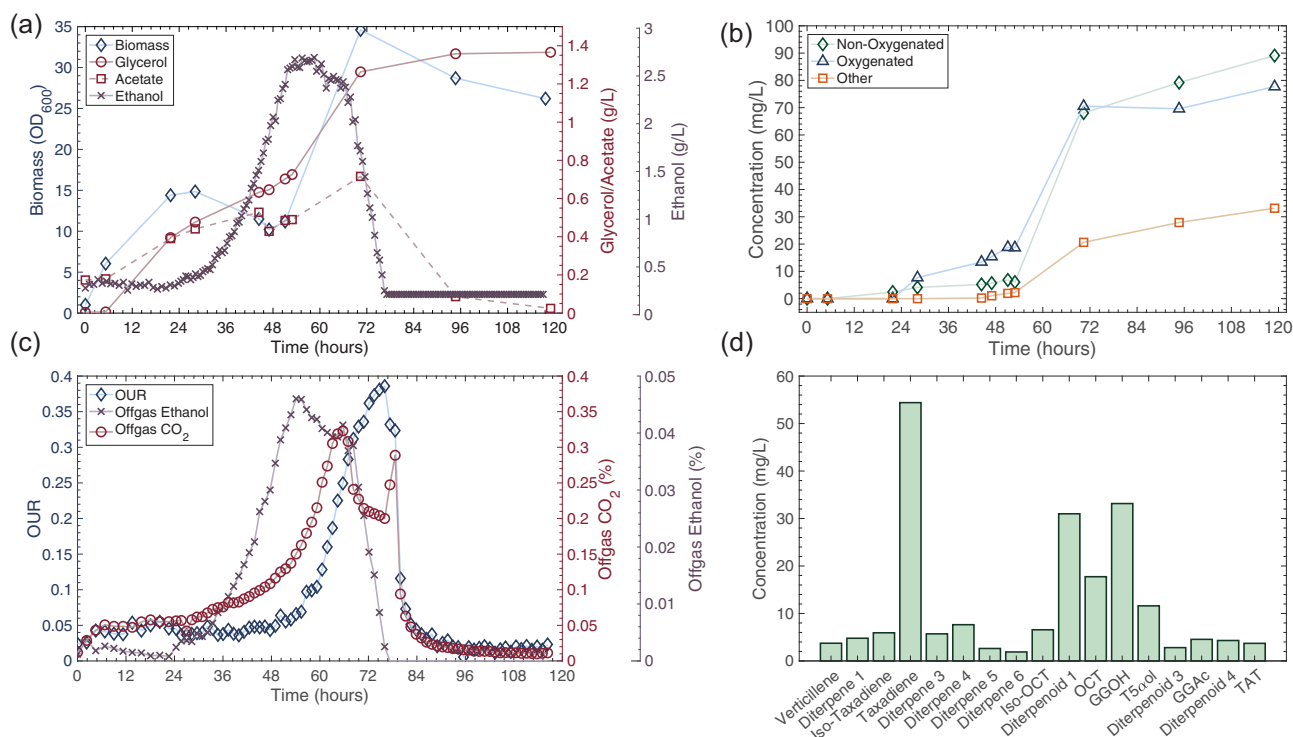 (a)
Biomass
Glycerol
Acetate
Ethanol
Biomass (OD600)
35
30
25
20
15
10
5
0
0 12 24 36 48 60 72 84 96 108 120
Time (hours)
Glycerol/Acetate (g/L)
1.4
1.2
1
0.8
0.6
0.4
0.2
0
Ethanol (g/L)
3
2.5
2
1.5
1
0.5
0
(b)
Non-Oxygenated
Oxygenated
Other
Concentration (mg/L)
100
90
80
70
60
50
40
30
20
10
0
0 12 24 36 48 60 72 84 96 108 120
Time (hours)
(c)
OUR
Offgas Ethanol
Offgas CO2
OUR
0.4
0.35
0.3
0.25
0.2
0.15
0.1
0.05
0
0 12 24 36 48 60 72 84 96 108 120
Time (hours)
Offgas CO2 (%)
0.4
0.35
0.3
0.25
0.2
0.15
0.1
0.05
0
Offgas Ethanol (%)
0.05
0.04
0.03
0.02
0.01
0
(d)
Concentration (mg/L)
60
50
40
30
20
10
0
Verticillene
Diterpene 1
Iso-Taxadiene
Taxadiene
Diterpene 3
Diterpene 4
Diterpene 5
Diterpene 6
Iso-OCT
Diterpenoid 1
OCT
GGOH
T5αol
Diterpenoid 3
GGAc
Diterpenoid 4
TAT